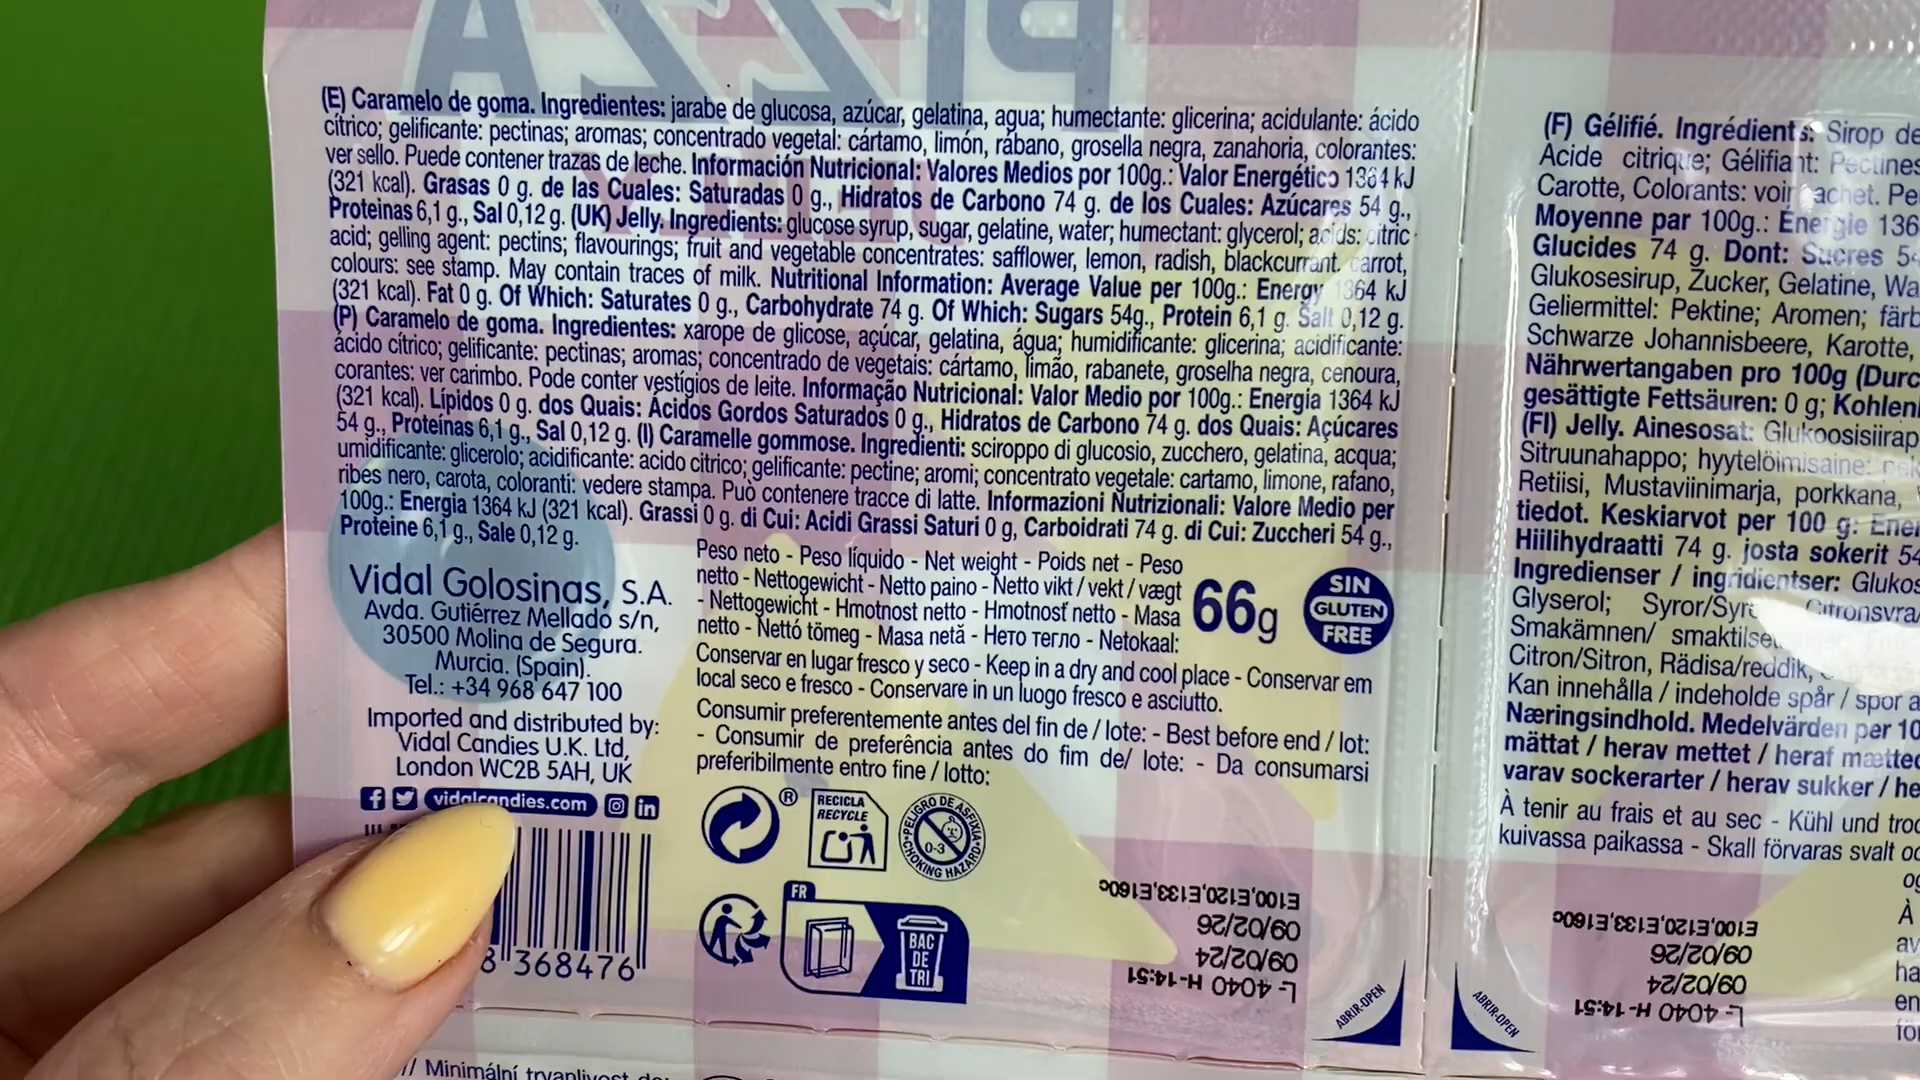 PIZZA
(E) Caramelo de goma. Ingredientes: jarabe de glucosa, azúcar, gelatina, agua; humectante: glicerina; acidulante: ácido
cítrico; gelificante: pectinas; aromas; concentrado vegetal: cártamo, limón, rábano, grosella negra, zanahoria, colorantes:
ver sello. Puede contener trazas de leche. Información Nutricional: Valores Medios por 100g.: Valor Energético 1364 kJ
(321 kcal). Grasas 0 g. de las Cuales: Saturadas 0 g., Hidratos de Carbono 74 g. de los Cuales: Azúcares 54 g.,
Proteinas 6,1 g., Sal 0,12 g. (UK) Jelly. Ingredients: glucose syrup, sugar, gelatine, water; humectant: glycerol; acids: citric
acid; gelling agent: pectins; flavourings; fruit and vegetable concentrates: safflower, lemon, radish, blackcurrant, carrot,
colours: see stamp. May contain traces of milk. Nutritional Information: Average Value per 100g.: Energy 1364 kJ
(321 kcal). Fat 0 g. Of Which: Saturates 0 g., Carbohydrate 74 g. Of Which: Sugars 54g., Protein 6,1 g. Salt 0,12 g.
(P) Caramelo de goma. Ingredientes: xarope de glicose, açúcar, gelatina, água; humidificante: glicerina; acidificante:
ácido cítrico; gelificante: pectinas; aromas; concentrado de vegetais: cártamo, limão, rabanete, groselha negra, cenoura,
corantes: ver carimbo. Pode conter vestígios de leite. Informação Nutricional: Valor Medio por 100g.: Energia 1364 kJ
(321 kcal). Lípidos 0 g. dos Quais: Ácidos Gordos Saturados 0 g., Hidratos de Carbono 74 g. dos Quais: Açúcares
54 g., Proteínas 6,1 g., Sal 0,12 g. (I) Caramelle gommose. Ingredienti: sciroppo di glucosio, zucchero, gelatina, acqua;
umidificante: glicerolo; acidificante: acido citrico; gelificante: pectine; aromi; concentrato vegetale: cartamo, limone, rafano,
ribes nero, carota, coloranti: vedere stampa. Può contenere tracce di latte. Informazioni Nutrizionali: Valore Medio per
100g.: Energia 1364 kJ (321 kcal). Grassi 0 g. di Cui: Acidi Grassi Saturi 0 g, Carboidrati 74 g. di Cui: Zuccheri 54 g.,
Proteine 6,1 g., Sale 0,12 g.
Vidal Golosinas, S.A.
Avda. Gutiérrez Mellado s/n,
30500 Molina de Segura.
Murcia. (Spain).
Tel.: +34 968 647 100
Imported and distributed by:
Vidal Candies U.K. Ltd,
London WC2B 5AH, UK
vidalcandies.com
8 368476
Peso neto - Peso líquido - Net weight - Poids net - Peso
netto - Nettogewicht - Netto paino - Netto vikt / vekt / vægt
- Nettogewicht - Hmotnost netto - Hmotnosť netto - Masa
netto - Nettó tömeg - Masa netă - Нето тегло - Netokaal:
66g
SIN
GLUTEN
FREE
Conservar en lugar fresco y seco - Keep in a dry and cool place - Conservar em
local seco e fresco - Conservare in un luogo fresco e asciutto.
Consumir preferentemente antes del fin de / lote: - Best before end / lot:
- Consumir de preferência antes do fim de/ lote: - Da consumarsi
preferibilmente entro fine / lotto:
®
RECICLA
RECYCLE
PELIGRO DE ASFIXIA
0-3
CHOKING HAZARD
FR
BAC
DE
TRI
L- 4040 H-14:51
09/02/24
09/02/26
E100,E120,E133,E160c
ABRIR-OPEN
(F) Gélifié. Ingrédients: Sirop de
Acide citrique; Gélifiant: Pectines
Carotte, Colorants: voir sachet. Pe
Moyenne par 100g.: Énergie 136
Glucides 74 g. Dont: Sucres 54
Glukosesirup, Zucker, Gelatine, Wa
Geliermittel: Pektine; Aromen; färb
Schwarze Johannisbeere, Karotte,
Nährwertangaben pro 100g (Durc
gesättigte Fettsäuren: 0 g; Kohlenh
(FI) Jelly. Ainesosat: Glukoosisiirap
Sitruunahappo; hyytelöimisaine:
Retiisi, Mustaviinimarja, porkkana,
tiedot. Keskiarvot per 100 g: Ener
Hiilihydraatti 74 g. josta sokerit 54
Ingredienser / ingridientser: Glukos
Glyserol; Syror/Syre Citronsvra/
Smakämnen/
Citron/Sitron, Rädisa/reddik,
Kan innehålla / indeholde spår / spor a
Næringsindhold. Medelvärden per 10
mättat / herav mettet / heraf mættec
varav sockerarter / herav sukker / he
À tenir au frais et au sec - Kühl und troc
kuivassa paikassa - Skall förvaras svalt oc
og
À
av
ha
en
för
L- 4040 H-14:51
09/02/24
09/02/26
E100,E120,E133,E160c
ABRIR-OPEN
// Minimální trvanlivost do: